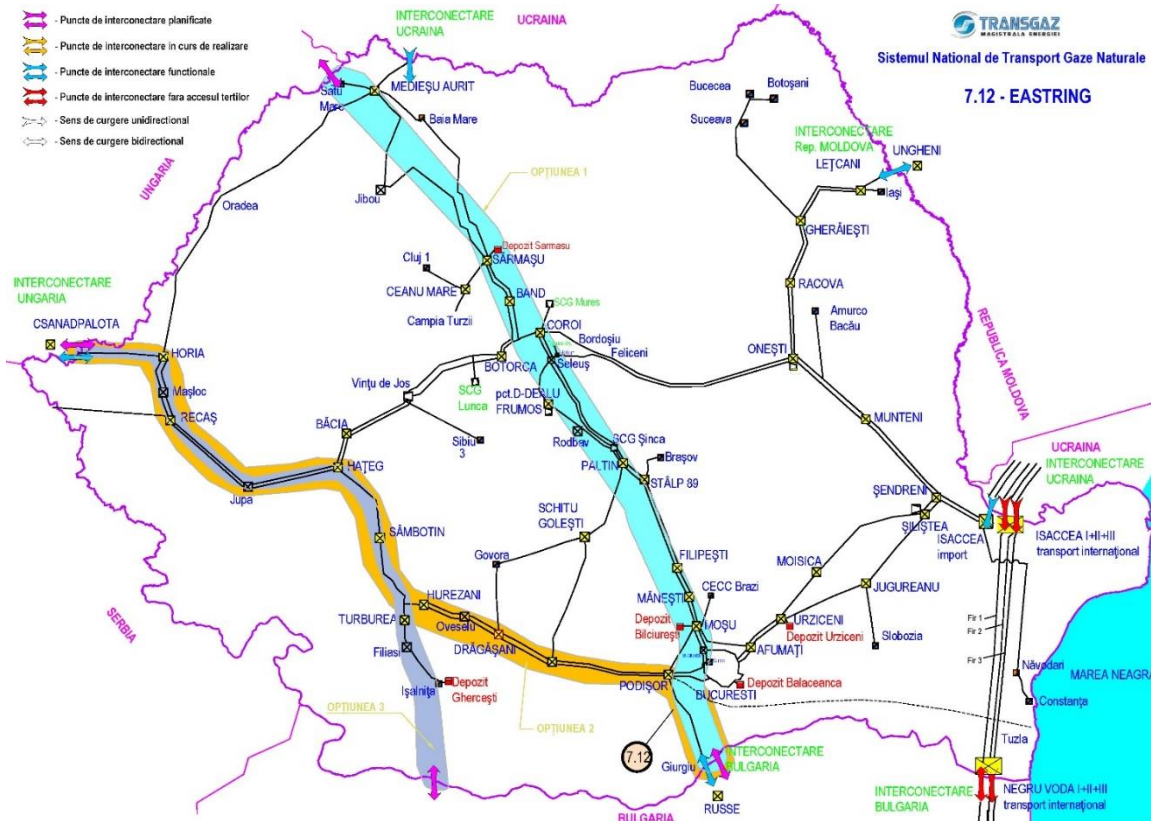 - Puncte de interconectare planificate
- Puncte de interconectare in curs de realizare
- Puncte de interconectare functionale
- Puncte de interconectare fara accesul tertilor
- Sens de curgere unidirectional
- Sens de curgere bidirectional
TRANSGAZ
MAGISTRALA ENERGIEI
Sistemul National de Transport Gaze Naturale
7.12 - EASTRING
INTERCONECTARE
UCRAINA
UCRAINA
Satu
Mare
MEDIEŞU AURIT
Baia Mare
Bucecea
Botoşani
Suceava
INTERCONECTARE
Rep. MOLDOVA
LEŢCANI
UNGHENI
Iaşi
UNGARIA
Oradea
Jibou
OPŢIUNEA 1
GHERĂIEŞTI
Depozit Sarmasu
SĂRMAŞU
Cluj 1
CEANU MARE
BAND
Campia Turzii
RACOVA
REPUBLICA MOLDOVA
INTERCONECTARE
UNGARIA
CSANADPALOTA
SCG Mures
COROI
Bordoşiu
Feliceni
Amurco
Bacău
HORIA
BOTORCA
Seleuş
ONEŞTI
Maşloc
Vinţu de Jos
SCG
Lunca
pct.D-DEALU
FRUMOS
RECAŞ
BĂCIA
Sibiu
3
Rodbav
SCG Şinca
MUNTENI
HAŢEG
PALTIN
Braşov
STÂLP 89
UCRAINA
INTERCONECTARE
UCRAINA
Jupa
ŞENDRENI
SCHITU
GOLEŞTI
SILIŞTEA
ISACCEA
import
ISACCEA I+II+III
transport internaţional
SÂMBOTIN
Govora
FILIPEŞTI
MOISICA
CECC Brazi
JUGUREANU
MĂNEŞTI
HUREZANI
TURBUREA
Oveselu
DRĂGĂŞANI
Depozit
Bilciureşti
MOŞU
URZICENI
Depozit Urziceni
Slobozia
SERBIA
Filiasi
AFUMAŢI
Fir 1
Fir 2
Fir 3
Işalniţa
Depozit
Gherceşti
PODIŞOR
BUCURESTI
Depozit Balaceanca
Năvodari
MAREA NEAGRA
Constanţa
OPŢIUNEA 3
OPŢIUNEA 2
7.12
Tuzla
Giurgiu
INTERCONECTARE
BULGARIA
RUSSE
BULGARIA
INTERCONECTARE
BULGARIA
NEGRU VODA I+II+III
transport internaţional